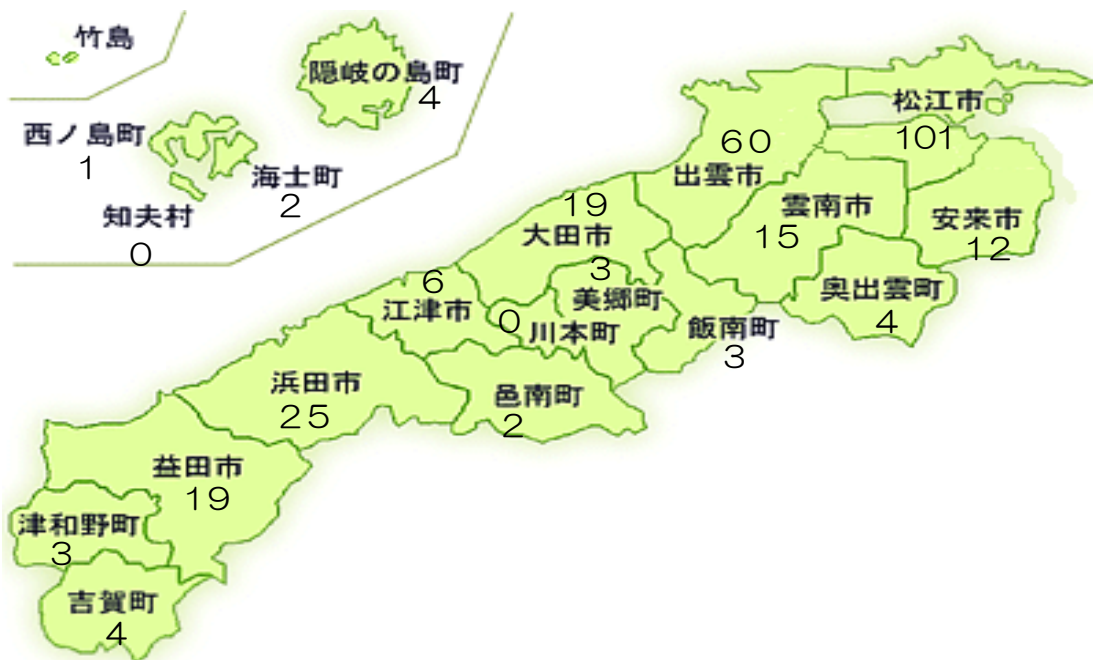 竹島
隠岐の島町
4
西ノ島町
1
海士町
2
知夫村
0
松江市
101
60
出雲市
雲南市
15
安来市
12
19
大田市
奥出雲町
4
3
美郷町
6
江津市
0
川本町
飯南町
3
浜田市
25
邑南町
2
益田市
19
津和野町
3
吉賀町
4